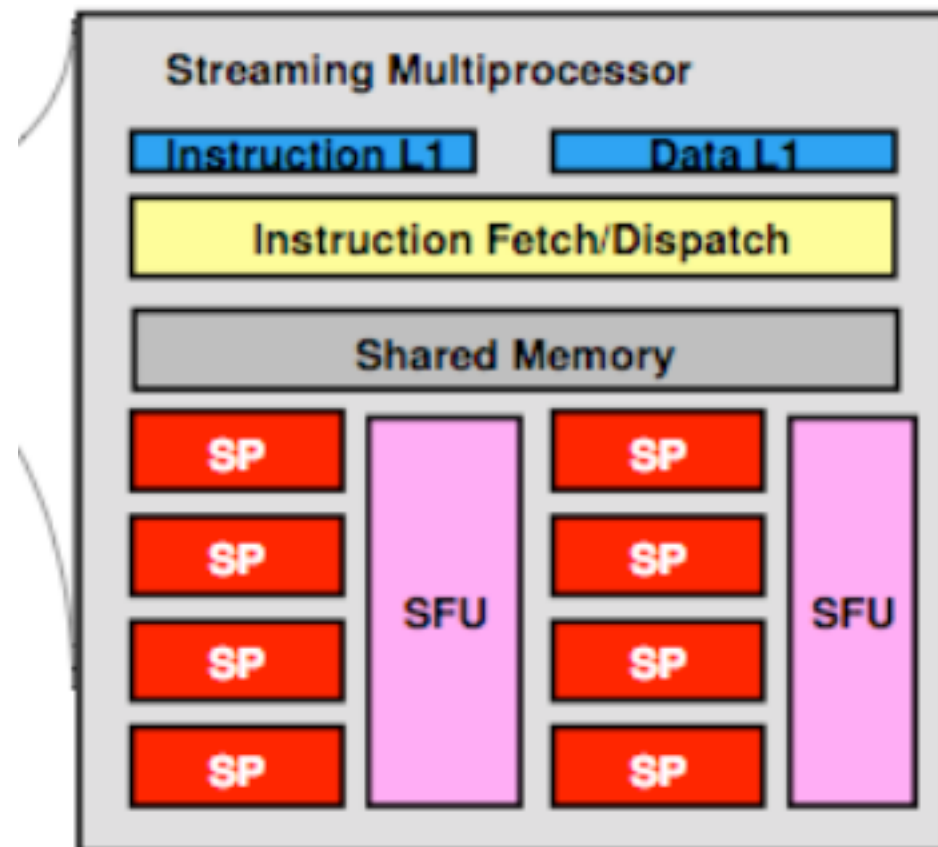 Streaming Multiprocessor
Instruction L1 Data L1
Instruction Fetch/Dispatch
Shared Memory
SP SP
SP SP
SFU SFU
SP SP
SP SP